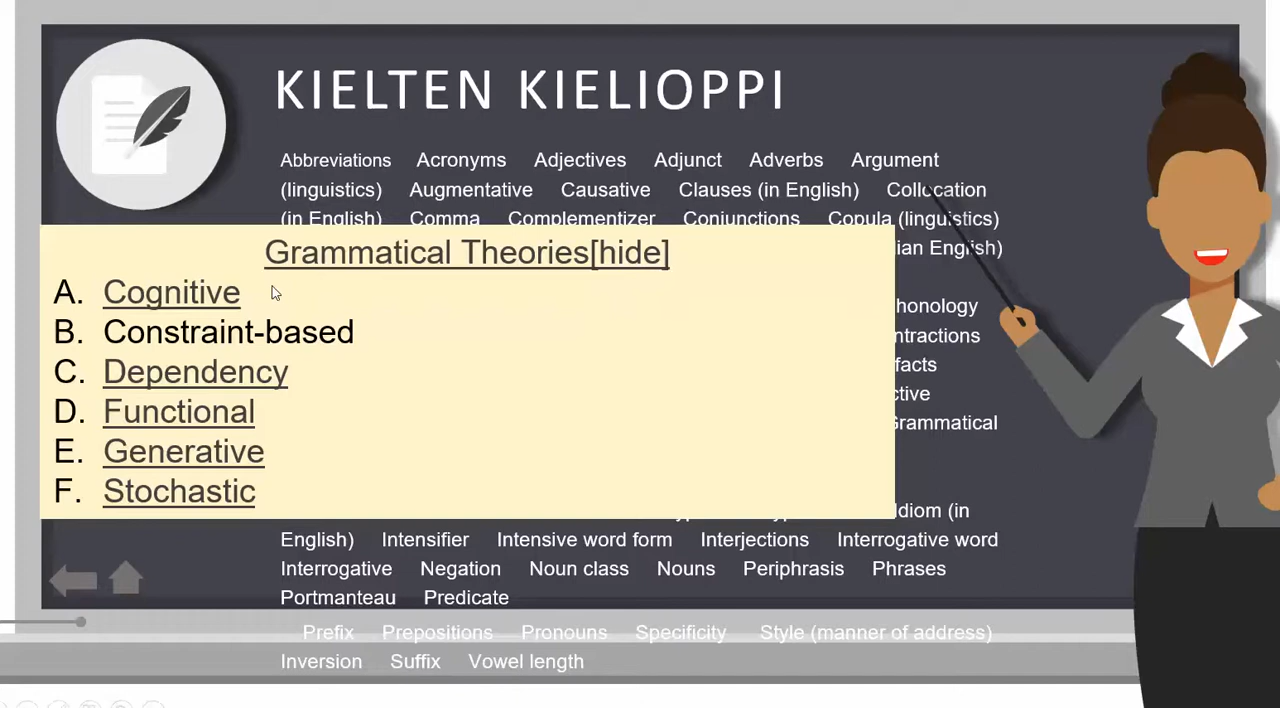 KIELTEN KIELIOPPI
Abbreviations Acronyms Adjectives Adjunct Adverbs Argument
(linguistics) Augmentative Causative Clauses (in English) Collocation
(in English) Comma Complementizer Conjunctions Copula (linguistics)
Grammatical Theories[hide] ian English)
A. Cognitive
honology
B. Constraint-based ntractions
C. Dependency facts
ctive
D. Functional Grammatical
E. Generative
F. Stochastic
Idiom (in
English) Intensifier Intensive word form Interjections Interrogative word
Interrogative Negation Noun class Nouns Periphrasis Phrases
Portmanteau Predicate
Prefix Prepositions Pronouns Specificity Style (manner of address)
Inversion Suffix Vowel length